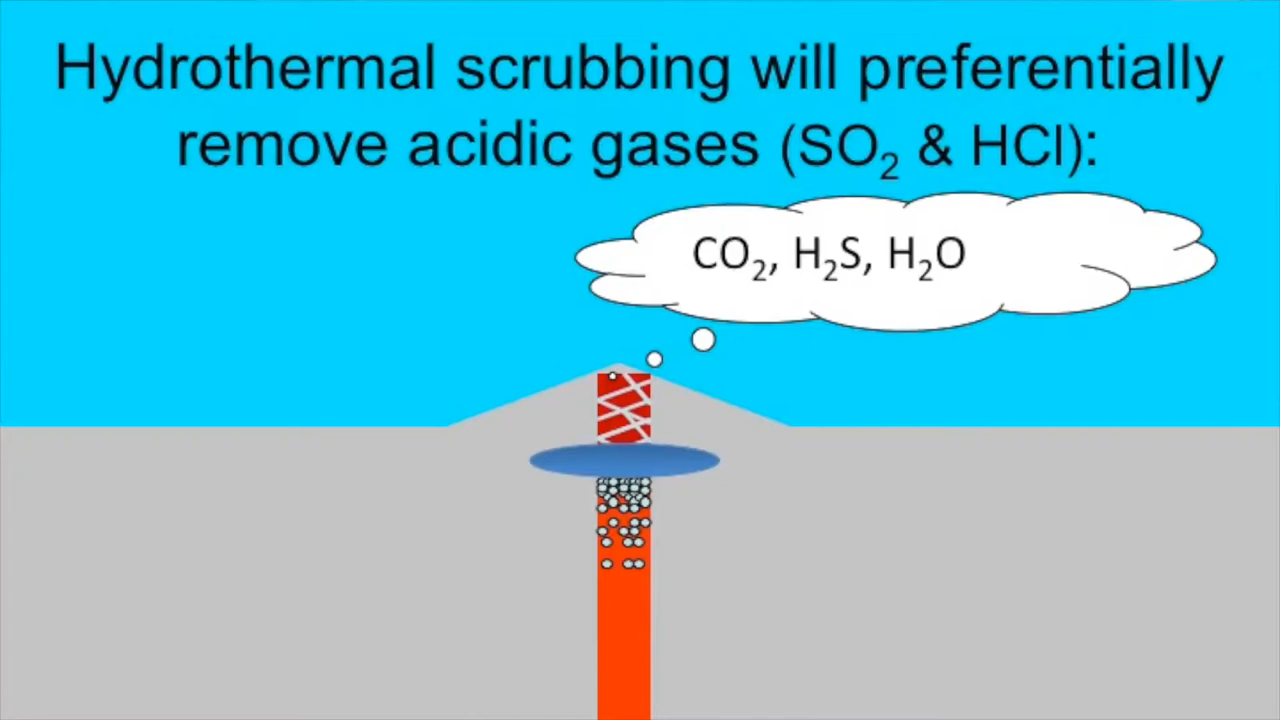 Hydrothermal scrubbing will preferentially
remove acidic gases (SO₂ & HCl):
CO₂, H₂S, H₂O